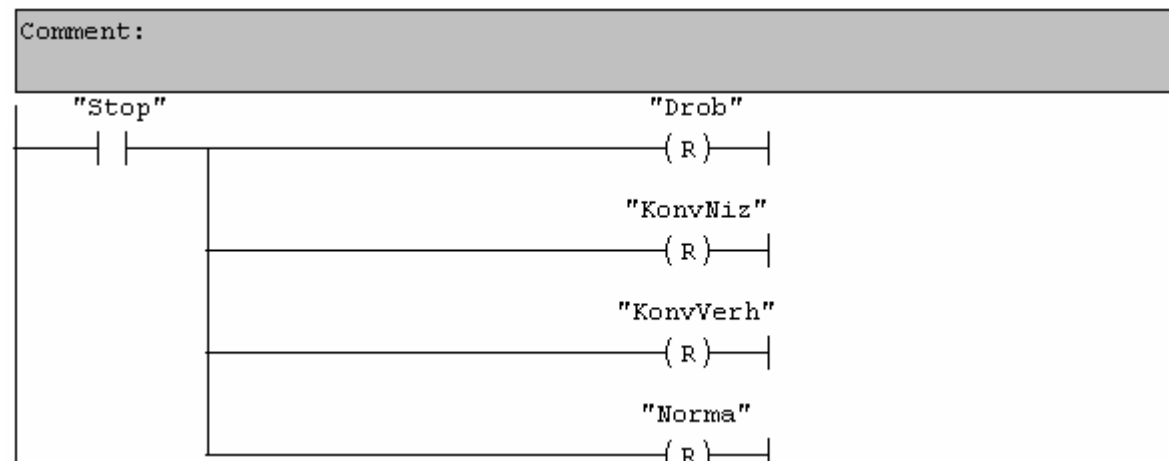 Comment:
"Stop" "Drob"
( R )
"KonvNiz"
( R )
"KonvVerh"
( R )
"Norma"
( R )